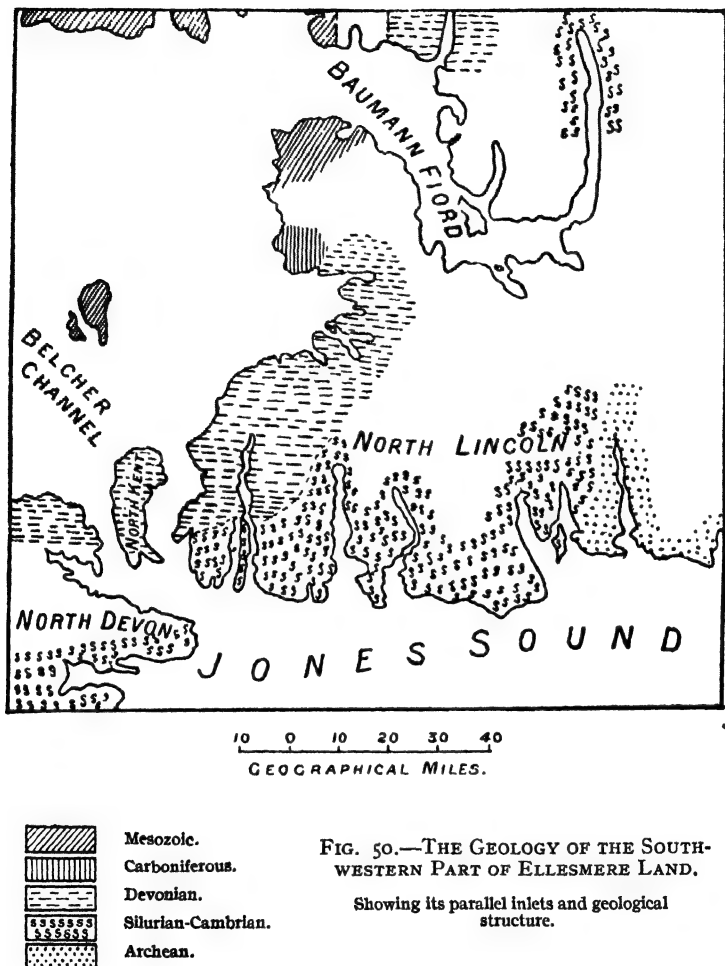 BAUMANN FIORD
BELCHER
CHANNEL
NORTH LINCOLN
NORTH KENT
NORTH DEVON
JONES SOUND
10 0 10 20 30 40
GEOGRAPHICAL MILES.
Mesozoic.
Carboniferous.
Devonian.
Silurian-Cambrian.
Archean.
FIG. 50.—THE GEOLOGY OF THE SOUTH-
WESTERN PART OF ELLESMERE LAND.
Showing its parallel inlets and geological
structure.